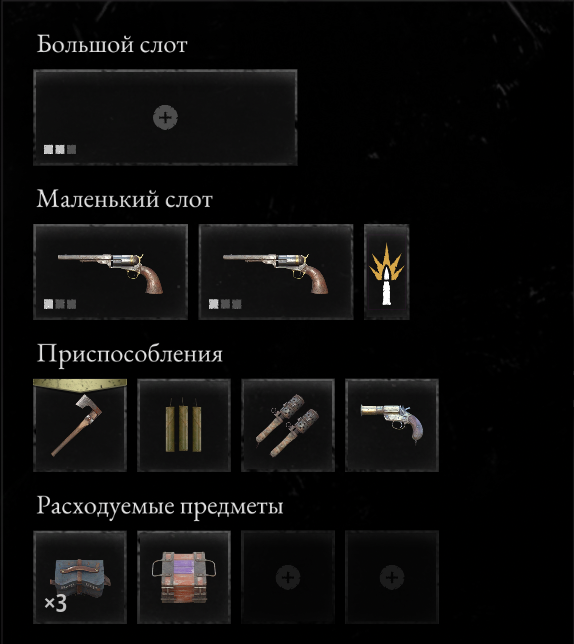 Большой слот
Маленький слот
Приспособления
Расходуемые предметы
×3